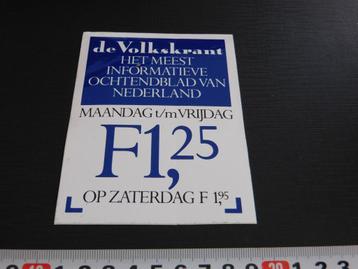 de Volkskrant
HET MEEST
INFORMATIEVE
OCHTENDBLAD VAN
NEDERLAND
MAANDAG t/m VRIJDAG
F1,25
OP ZATERDAG F 1,95